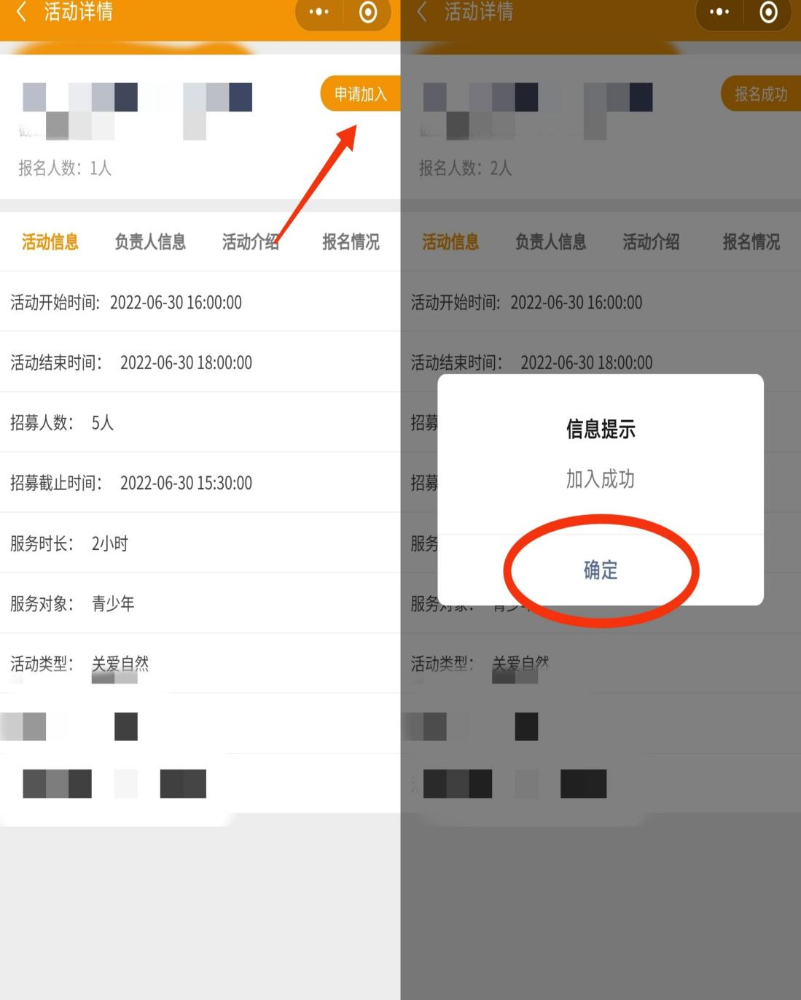 活动详情
申请加入
报名人数：1人
活动信息 负责人信息 活动介绍 报名情况
活动开始时间: 2022-06-30 16:00:00
活动结束时间： 2022-06-30 18:00:00
招募人数： 5人
招募截止时间： 2022-06-30 15:30:00
服务时长： 2小时
服务对象： 青少年
活动类型： 关爱自然
活动详情
报名成功
报名人数：2人
活动信息 负责人信息 活动介绍 报名情况
活动开始时间: 2022-06-30 16:00:00
活动结束时间： 2022-06-30 18:00:00
招募
信息提示
加入成功
招募
服务
确定
服务对象： 青少年
活动类型： 关爱自然